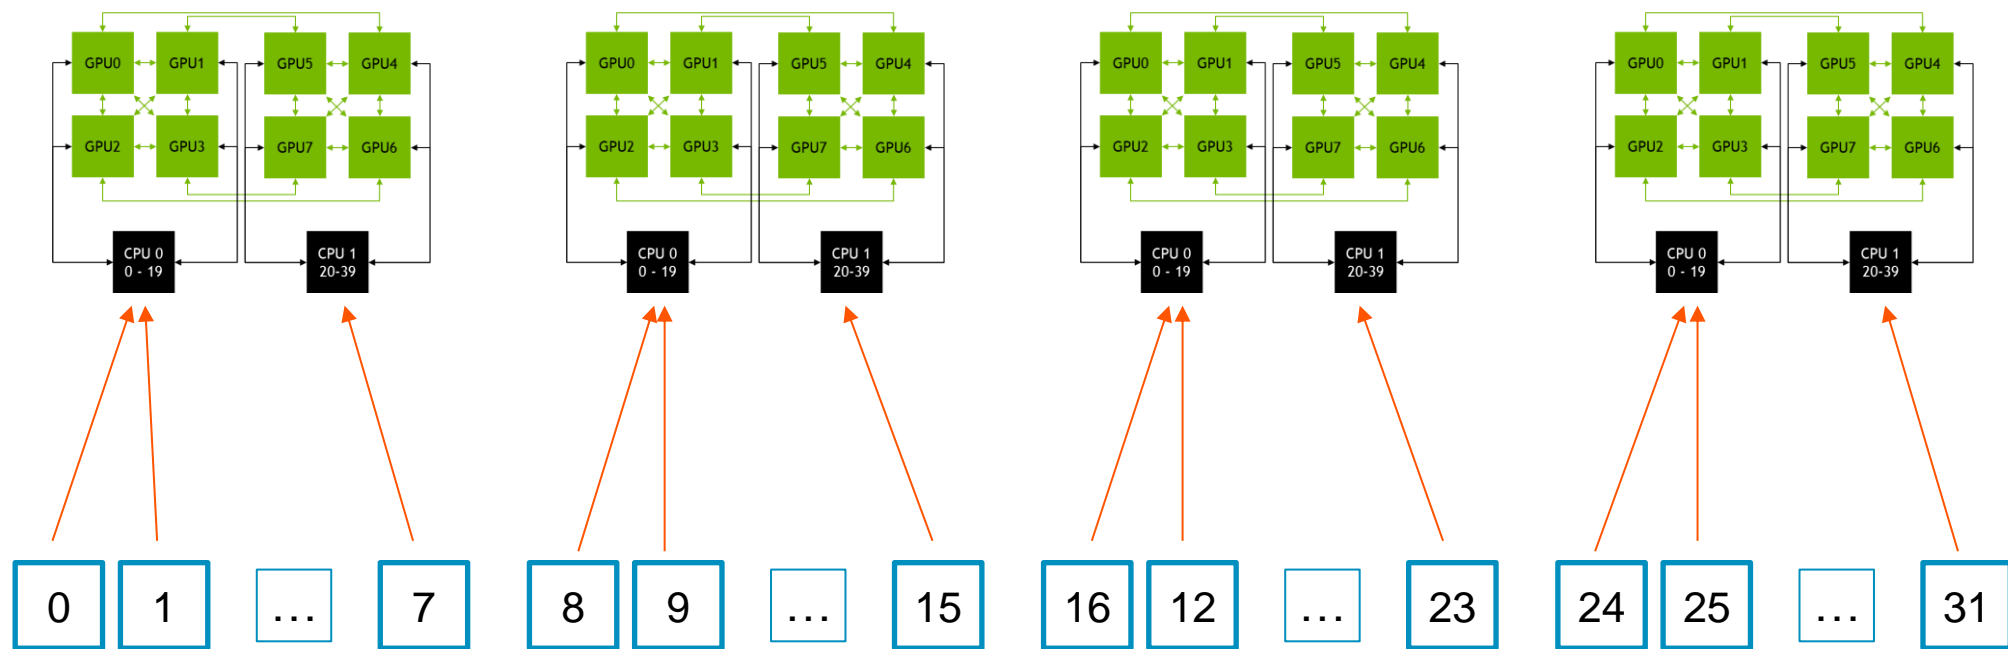 GPU0 GPU1 GPU5 GPU4
GPU2 GPU3 GPU7 GPU6
CPU 0
0 - 19
CPU 1
20-39
GPU0 GPU1 GPU5 GPU4
GPU2 GPU3 GPU7 GPU6
CPU 0
0 - 19
CPU 1
20-39
GPU0 GPU1 GPU5 GPU4
GPU2 GPU3 GPU7 GPU6
CPU 0
0 - 19
CPU 1
20-39
GPU0 GPU1 GPU5 GPU4
GPU2 GPU3 GPU7 GPU6
CPU 0
0 - 19
CPU 1
20-39
0 1 ... 7 8 9 ... 15 16 12 ... 23 24 25 ... 31